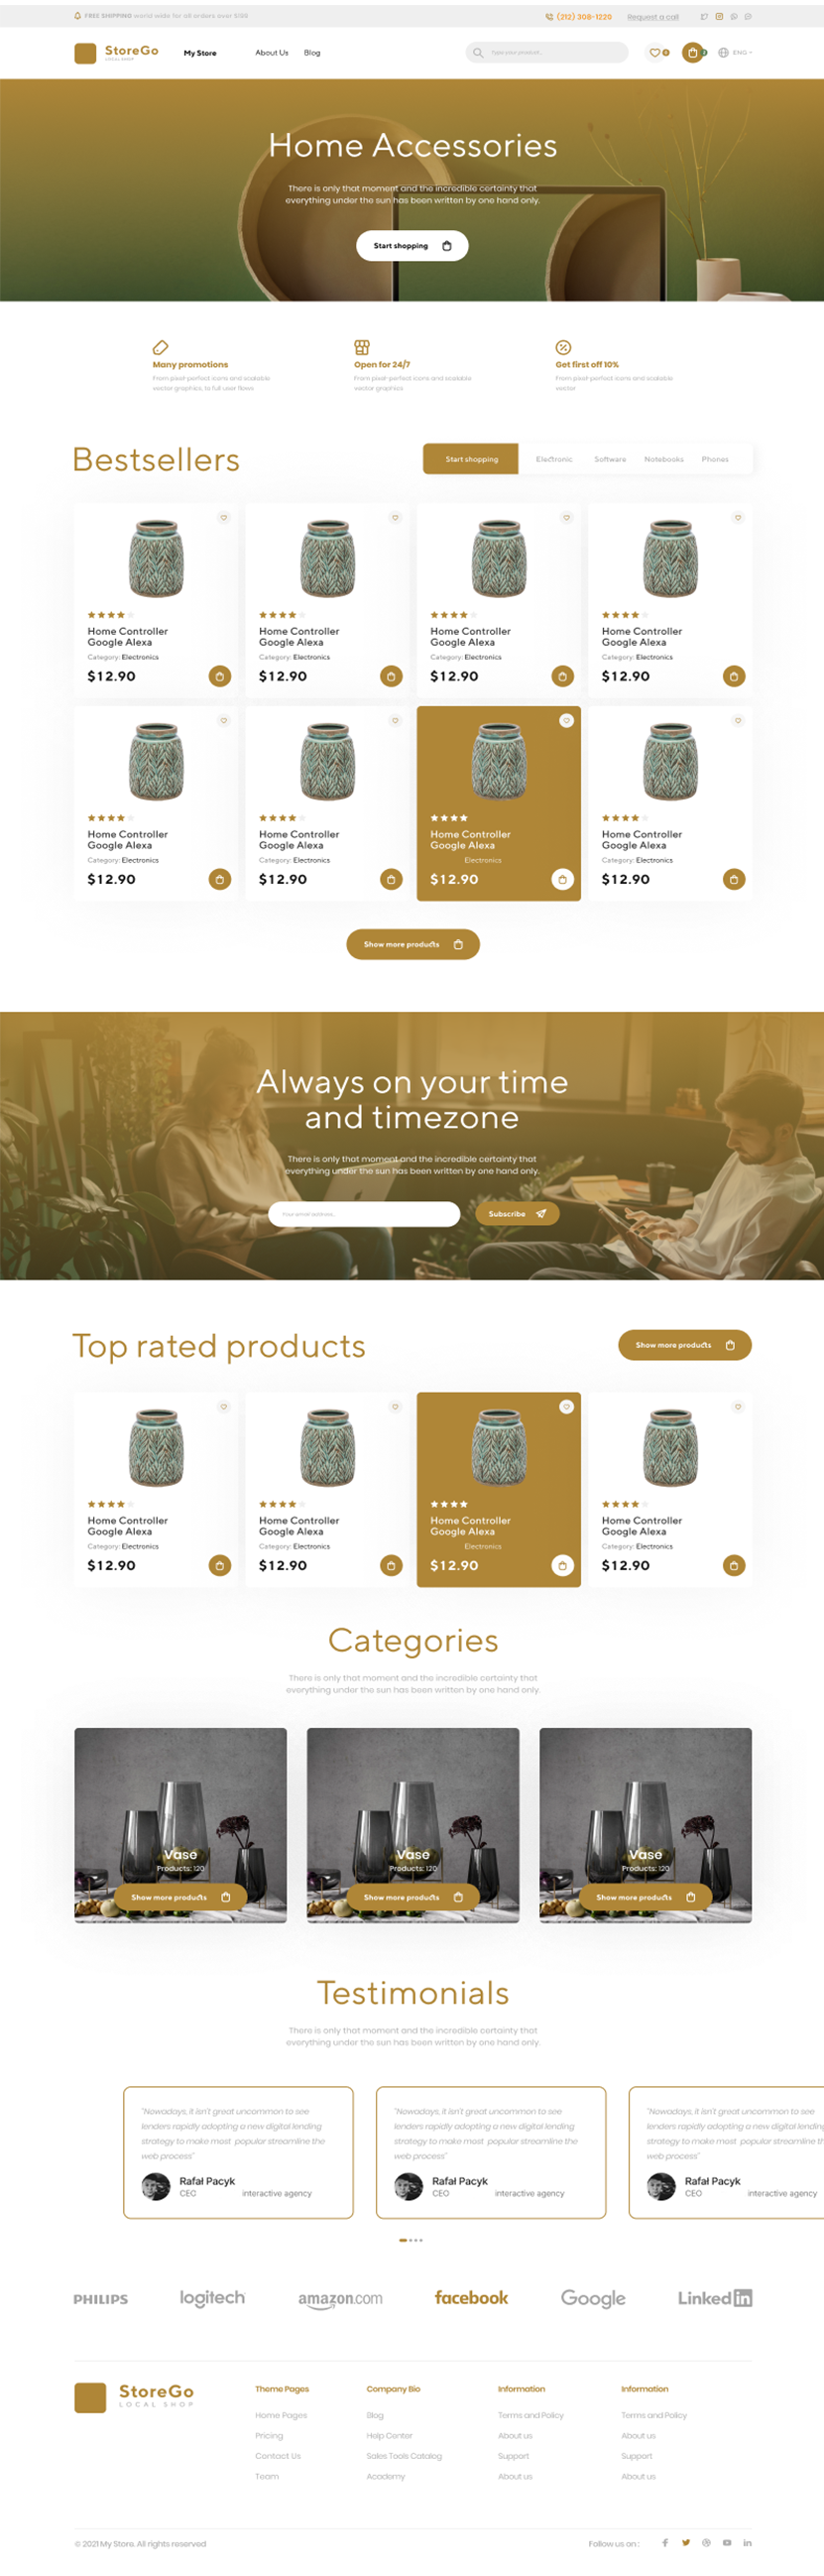 FREE SHIPPING world wide for all orders over $199
(212) 308-1220
Request a call
StoreGo
LOCAL SHOP
My Store
About Us
Blog
Type your product...
ENG
Home Accessories
There is only that moment and the incredible certainty that
everything under the sun has been written by one hand only.
Start shopping
Many promotions
From pixel-perfect icons and scalable
vector graphics, to full user flows
Open for 24/7
From pixel-perfect icons and scalable
vector graphics
Get first off 10%
From pixel-perfect icons and scalable
vector
Bestsellers
Start shopping
Electronic
Software
Notebooks
Phones
Home Controller
Google Alexa
Category: Electronics
$12.90
Home Controller
Google Alexa
Category: Electronics
$12.90
Home Controller
Google Alexa
Category: Electronics
$12.90
Home Controller
Google Alexa
Category: Electronics
$12.90
Home Controller
Google Alexa
Category: Electronics
$12.90
Home Controller
Google Alexa
Category: Electronics
$12.90
Home Controller
Google Alexa
Electronics
$12.90
Home Controller
Google Alexa
Category: Electronics
$12.90
Show more products
Always on your time
and timezone
There is only that moment and the incredible certainty that
everything under the sun has been written by one hand only.
Your email address...
Subscribe
Top rated products
Show more products
Home Controller
Google Alexa
Category: Electronics
$12.90
Home Controller
Google Alexa
Category: Electronics
$12.90
Home Controller
Google Alexa
Electronics
$12.90
Home Controller
Google Alexa
Category: Electronics
$12.90
Categories
There is only that moment and the incredible certainty that
everything under the sun has been written by one hand only.
Vase
Products: 120
Show more products
Vase
Products: 120
Show more products
Vase
Products: 120
Show more products
Testimonials
There is only that moment and the incredible certainty that
everything under the sun has been written by one hand only.
"Nowadays, it isn't great uncommon to see
lenders rapidly adopting a new digital lending
strategy to make most popular streamline the
web process"
Rafał Pacyk
CEO interactive agency
"Nowadays, it isn't great uncommon to see
lenders rapidly adopting a new digital lending
strategy to make most popular streamline the
web process"
Rafał Pacyk
CEO interactive agency
"Nowadays, it isn't great uncommon to see
lenders rapidly adopting a new digital lending
strategy to make most popular streamline th
web process"
Rafał Pacyk
CEO interactive agency
PHILIPS
logitech
amazon.com
facebook
Google
Linked in
StoreGo
LOCAL SHOP
Theme Pages
Home Pages
Pricing
Contact Us
Team
Company Bio
Blog
Help Center
Sales Tools Catalog
Academy
Information
Terms and Policy
About us
Support
About us
Information
Terms and Policy
About us
Support
About us
© 2021 My Store. All rights reserved
Follow us on :